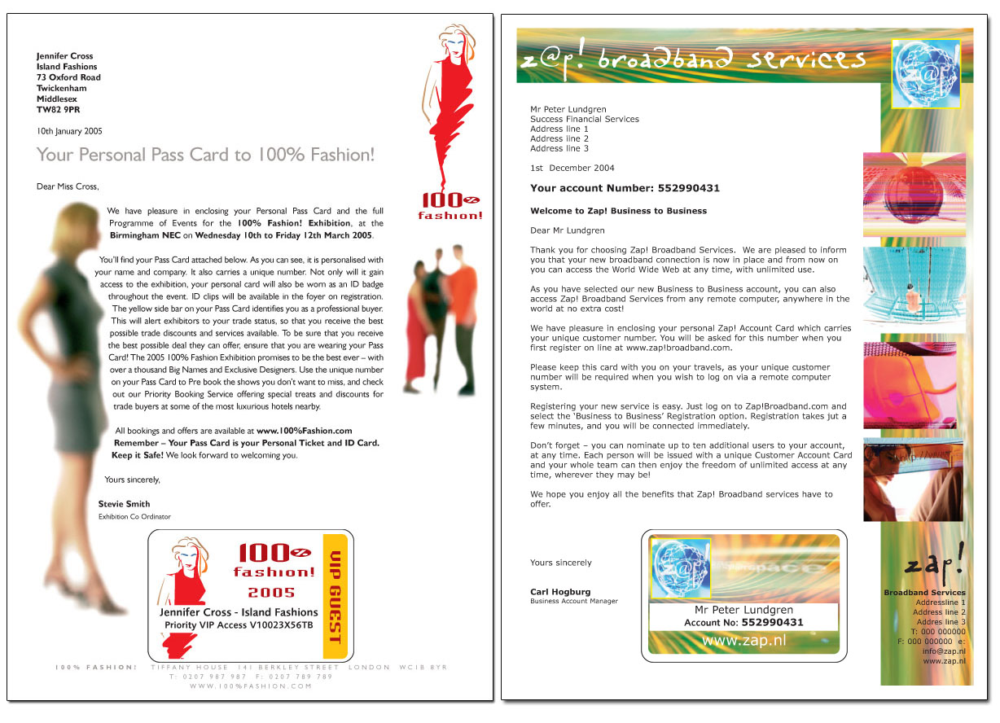 Jennifer Cross
Island Fashions
73 Oxford Road
Twickenham
Middlesex
TW82 9PR
10th January 2005
Your Personal Pass Card to 100% Fashion!
Dear Miss Cross,
We have pleasure in enclosing your Personal Pass Card and the full
Programme of Events for the 100% Fashion! Exhibition, at the
Birmingham NEC on Wednesday 10th to Friday 12th March 2005.
You'll find your Pass Card attached below. As you can see, it is personalised with
your name and company. It also carries a unique number. Not only will it gain
access to the exhibition, your personal card will also be worn as an ID badge
throughout the event. ID clips will be available in the foyer on registration.
The yellow side bar on your Pass Card identifies you as a professional buyer.
This will alert exhibitors to your trade status, so that you receive the best
possible trade discounts and services available. To be sure that you receive
the best possible deal they can offer, ensure that you are wearing your Pass
Card! The 2005 100% Fashion Exhibition promises to be the best ever – with
over a thousand Big Names and Exclusive Designers. Use the unique number
on your Pass Card to Pre book the shows you don't want to miss, and check
out our Priority Booking Service offering special treats and discounts for
trade buyers at some of the most luxurious hotels nearby.
All bookings and offers are available at www.100%Fashion.com
Remember – Your Pass Card is your Personal Ticket and ID Card.
Keep it Safe! We look forward to welcoming you.
Yours sincerely,
Stevie Smith
Exhibition Co Ordinator
100%
fashion!
100%
fashion!
2005
VIP GUEST
Jennifer Cross - Island Fashions
Priority VIP Access V10023X56TB
100% FASHION! TIFFANY HOUSE 141 BERKLEY STREET LONDON WC1B 8YR
T: 0207 987 987 F: 0207 789 789
WWW.100%FASHION.COM
z@p! broadband services
z@p
Mr Peter Lundgren
Success Financial Services
Address line 1
Address line 2
Address line 3
1st December 2004
Your account Number: 552990431
Welcome to Zap! Business to Business
Dear Mr Lundgren
Thank you for choosing Zap! Broadband Services. We are pleased to inform
you that your new broadband connection is now in place and from now on
you can access the World Wide Web at any time, with unlimited use.
As you have selected our new Business to Business account, you can also
access Zap! Broadband Services from any remote computer, anywhere in the
world at no extra cost!
We have pleasure in enclosing your personal Zap! Account Card which carries
your unique customer number. You will be asked for this number when you
first register on line at www.zap!broadband.com.
Please keep this card with you on your travels, as your unique customer
number will be required when you wish to log on via a remote computer
system.
Registering your new service is easy. Just log on to Zap!Broadband.com and
select the 'Business to Business' Registration option. Registration takes jut a
few minutes, and you will be connected immediately.
Don't forget – you can nominate up to ten additional users to your account,
at any time. Each person will be issued with a unique Customer Account Card
and your whole team can then enjoy the freedom of unlimited access at any
time, wherever they may be!
We hope you enjoy all the benefits that Zap! Broadband services have to
offer.
Yours sincerely
Carl Hogburg
Business Account Manager
z@p
Mr Peter Lundgren
Account No: 552990431
www.zap.nl
zap!
Broadband Services
Addressline 1
Address line 2
Addres line 3
T: 000 000000
F: 000 000000 e:
info@zap.nl
www.zap.nl